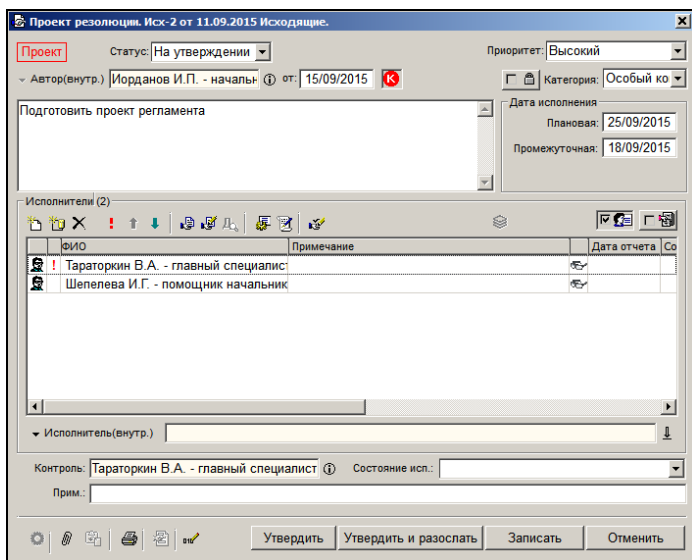 Проект резолюции. Исх-2 от 11.09.2015 Исходящие.
Проект Статус: На утверждении Приоритет: Высокий
Автор(внутр.) Иорданов И.П. - начальн от: 15/09/2015 K Категория: Особый ко
Подготовить проект регламента
Дата исполнения
Плановая: 25/09/2015
Промежуточная: 18/09/2015
Исполнители (2)
ФИО Примечание Дата отчета Со
! Тараторкин В.А. - главный специалис
Шепелева И.Г. - помощник начальник
Исполнитель(внутр.)
Контроль: Тараторкин В.А. - главный специалист Состояние исп.:
Прим.:
Утвердить Утвердить и разослать Записать Отменить